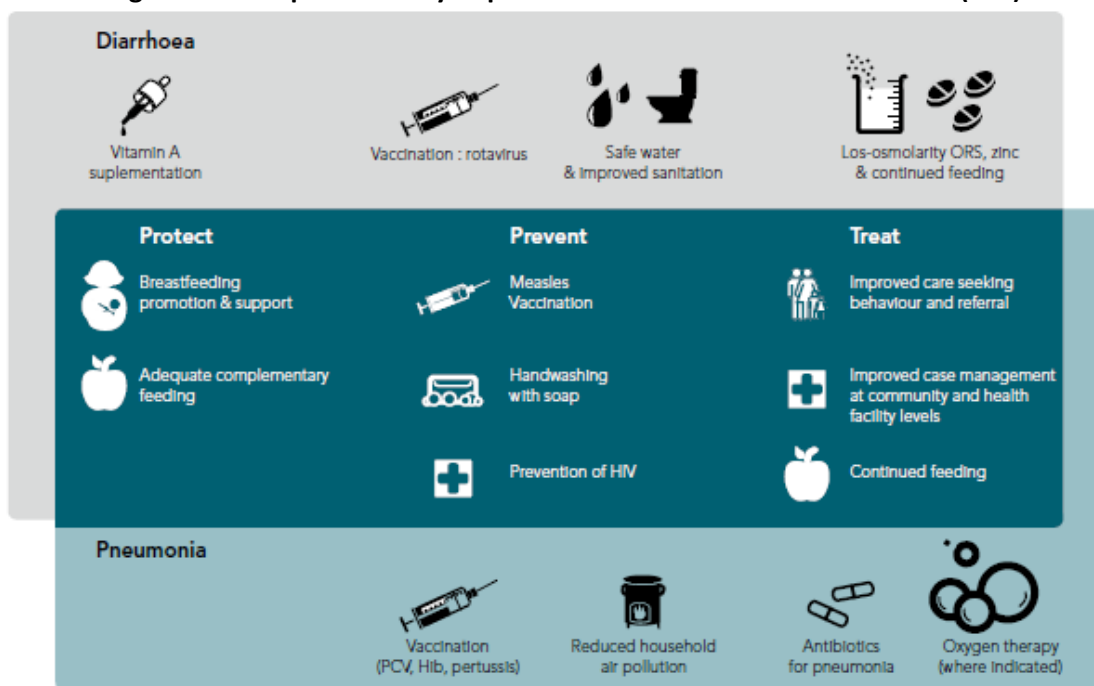 Diarrhoea
Vitamin A
suplementation
Vaccination : rotavirus
Safe water
& improved sanitation
Los-osmolarity ORS, zinc
& continued feeding
Protect
Breastfeeding
promotion & support
Adequate complementary
feeding
Prevent
Measles
Vaccination
Handwashing
with soap
Prevention of HIV
Treat
Improved care seeking
behaviour and referral
Improved case management
at community and health
facility levels
Continued feeding
Pneumonia
Vaccination
(PCV, Hib, pertussis)
Reduced household
air pollution
Antibiotics
for pneumonia
Oxygen therapy
(where indicated)